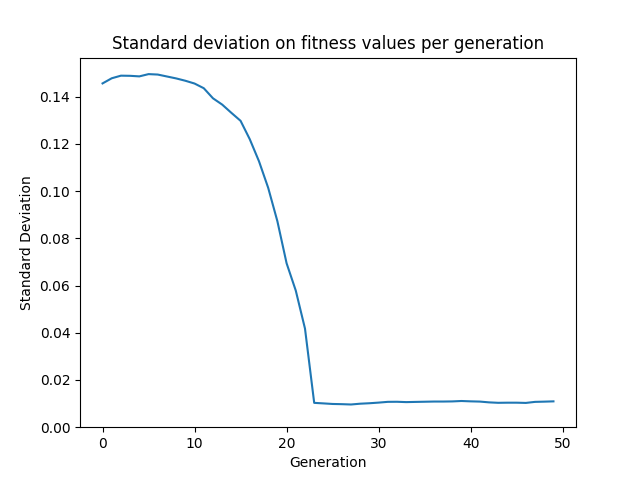 Standard deviation on fitness values per generation
0.14
0.12
0.10
0.08
0.06
0.04
0.02
0.00
Standard Deviation
0 10 20 30 40 50
Generation